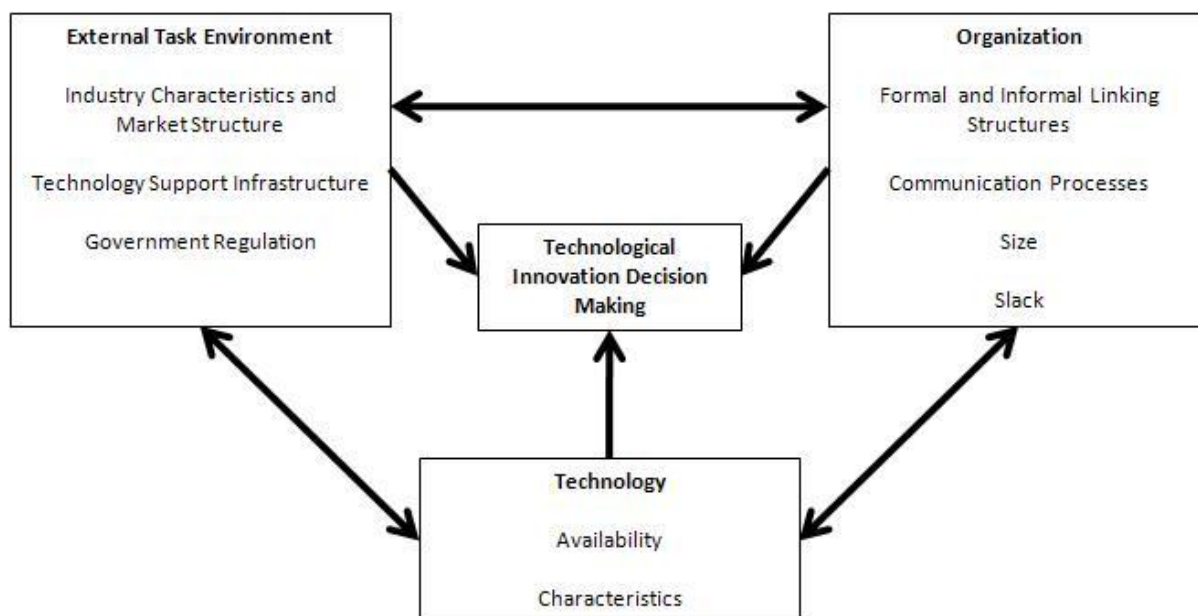 External Task Environment
Industry Characteristics and
Market Structure
Technology Support Infrastructure
Government Regulation
Organization
Formal and Informal Linking
Structures
Communication Processes
Size
Slack
Technological
Innovation Decision
Making
Technology
Availability
Characteristics